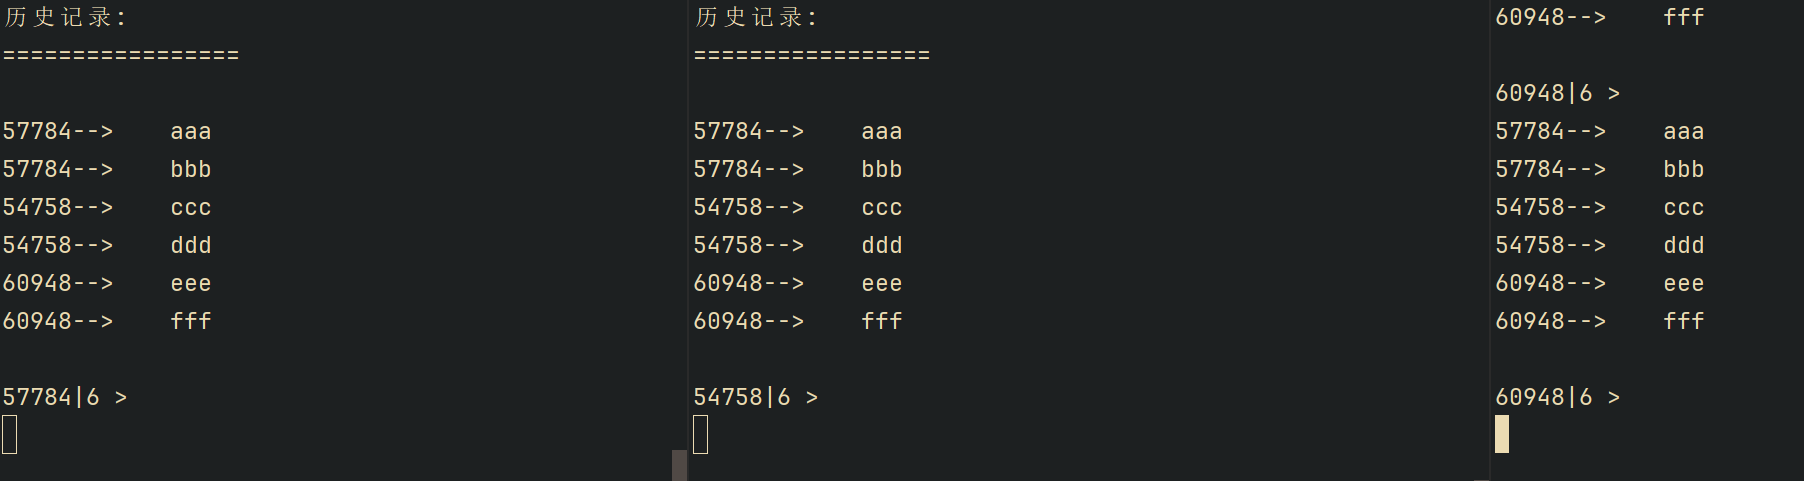 历史记录:
=================
57784-->    aaa
57784-->    bbb
54758-->    ccc
54758-->    ddd
60948-->    eee
60948-->    fff
57784|6 >
历史记录:
=================
57784-->    aaa
57784-->    bbb
54758-->    ccc
54758-->    ddd
60948-->    eee
60948-->    fff
54758|6 >
60948-->    fff
60948|6 >
57784-->    aaa
57784-->    bbb
54758-->    ccc
54758-->    ddd
60948-->    eee
60948-->    fff
60948|6 >